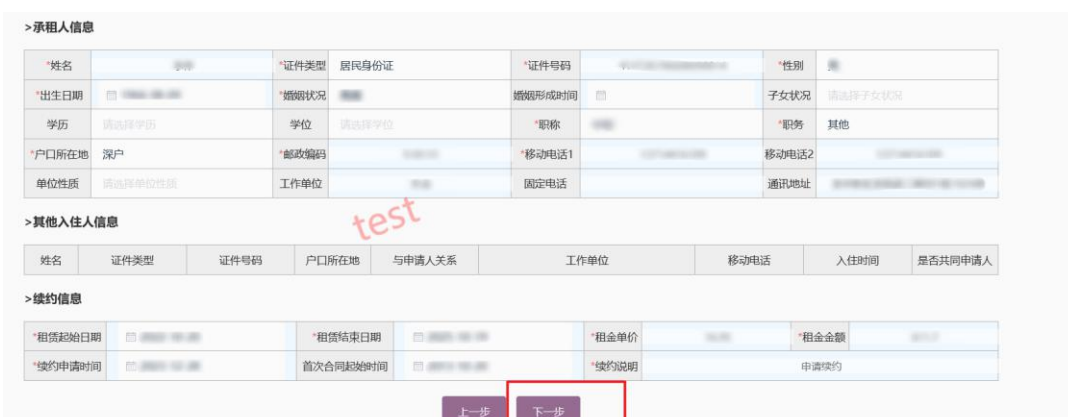 >承租人信息
*姓名 *证件类型 居民身份证 *证件号码 *性别
*出生日期 *婚姻状况 婚姻形成时间 子女状况 请选择子女状况
学历 请选择学历 学位 请选择学位 *职称 *职务 其他
*户口所在地 深户 *邮政编码 *移动电话1 移动电话2
单位性质 请选择单位性质 工作单位 固定电话 通讯地址
test
>其他入住人信息
姓名 证件类型 证件号码 户口所在地 与申请人关系 工作单位 移动电话 入住时间 是否共同申请人
>续约信息
*租赁起始日期 *租赁结束日期 *租金单价 *租金金额
*续约申请时间 首次合同起始时间 *续约说明 申请续约
上一步 下一步